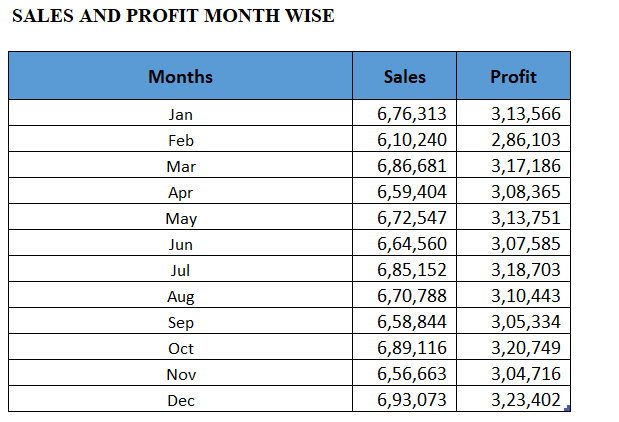 SALES AND PROFIT MONTH WISE
Months Sales Profit
Jan 6,76,313 3,13,566
Feb 6,10,240 2,86,103
Mar 6,86,681 3,17,186
Apr 6,59,404 3,08,365
May 6,72,547 3,13,751
Jun 6,64,560 3,07,585
Jul 6,85,152 3,18,703
Aug 6,70,788 3,10,443
Sep 6,58,844 3,05,334
Oct 6,89,116 3,20,749
Nov 6,56,663 3,04,716
Dec 6,93,073 3,23,402